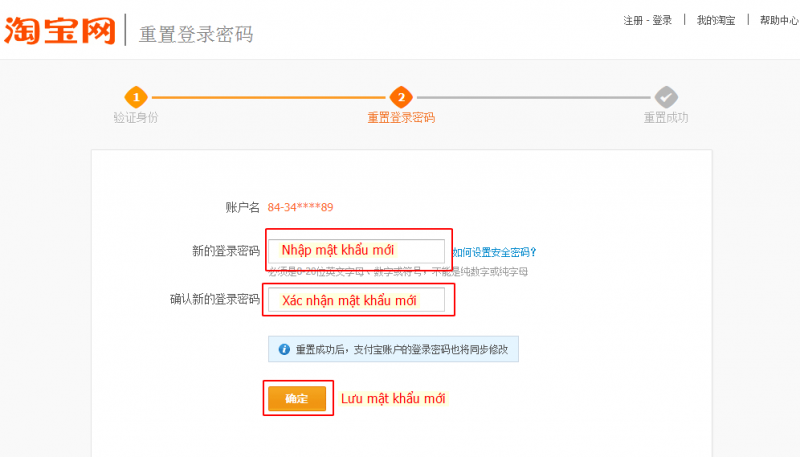 淘宝网 重置登录密码
注册 - 登录 我的淘宝 帮助中心
1 2
验证身份 重置登录密码 重置成功
账户名 84-34****89
新的登录密码 Nhập mật khẩu mới 如何设置安全密码?
必须是6-20位英文字母、数字或符号，不能是纯数字或纯字母
确认新的登录密码 Xác nhận mật khẩu mới
重置成功后，支付宝账户的登录密码也将同步修改
确定 Lưu mật khẩu mới